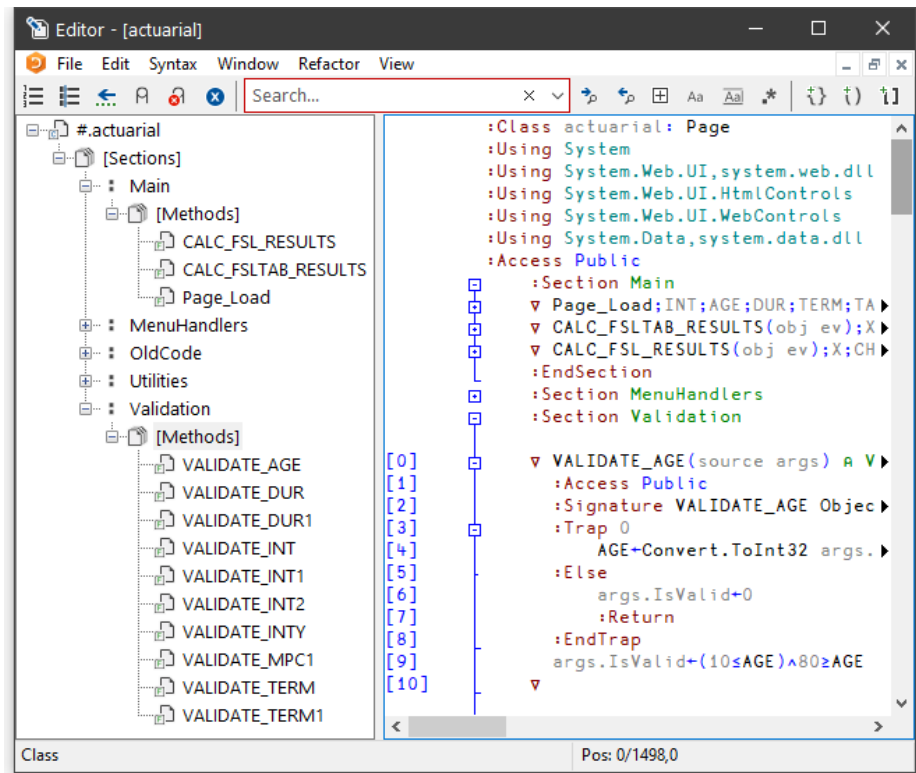 Editor - [actuarial]
File Edit Syntax Window Refactor View
Search...
Aa Aa .*
#.actuarial
[Sections]
Main
[Methods]
CALC_FSL_RESULTS
CALC_FSLTAB_RESULTS
Page_Load
MenuHandlers
OldCode
Utilities
Validation
[Methods]
VALIDATE_AGE
VALIDATE_DUR
VALIDATE_DUR1
VALIDATE_INT
VALIDATE_INT1
VALIDATE_INT2
VALIDATE_INTY
VALIDATE_MPC1
VALIDATE_TERM
VALIDATE_TERM1
:Class actuarial: Page
:Using System
:Using System.Web.UI,system.web.dll
:Using System.Web.UI.HtmlControls
:Using System.Web.UI.WebControls
:Using System.Data,system.data.dll
:Access Public
:Section Main
∇ Page_Load;INT;AGE;DUR;TERM;TA
∇ CALC_FSLTAB_RESULTS(obj ev);X
∇ CALC_FSL_RESULTS(obj ev);X;CH
:EndSection
:Section MenuHandlers
:Section Validation
[0] ∇ VALIDATE_AGE(source args) ⍝ V
[1] :Access Public
[2] :Signature VALIDATE_AGE Objec
[3] :Trap 0
[4] AGE←Convert.ToInt32 args.
[5] :Else
[6] args.IsValid←0
[7] :Return
[8] :EndTrap
[9] args.IsValid←(10≤AGE)∧80≥AGE
[10] ∇
Class
Pos: 0/1498,0